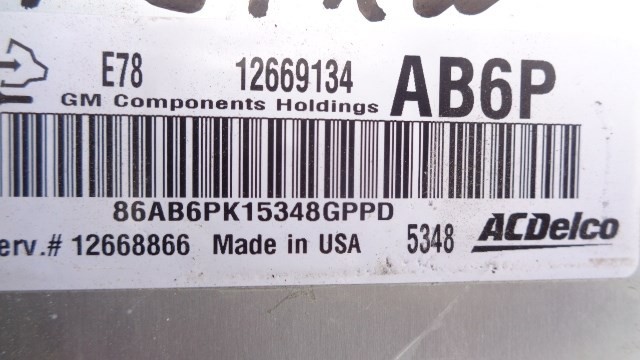 E78 12669134 AB6P
GM Components Holdings
86AB6PK15348GPPD
erv.# 12668866 Made in USA 5348 ACDelco